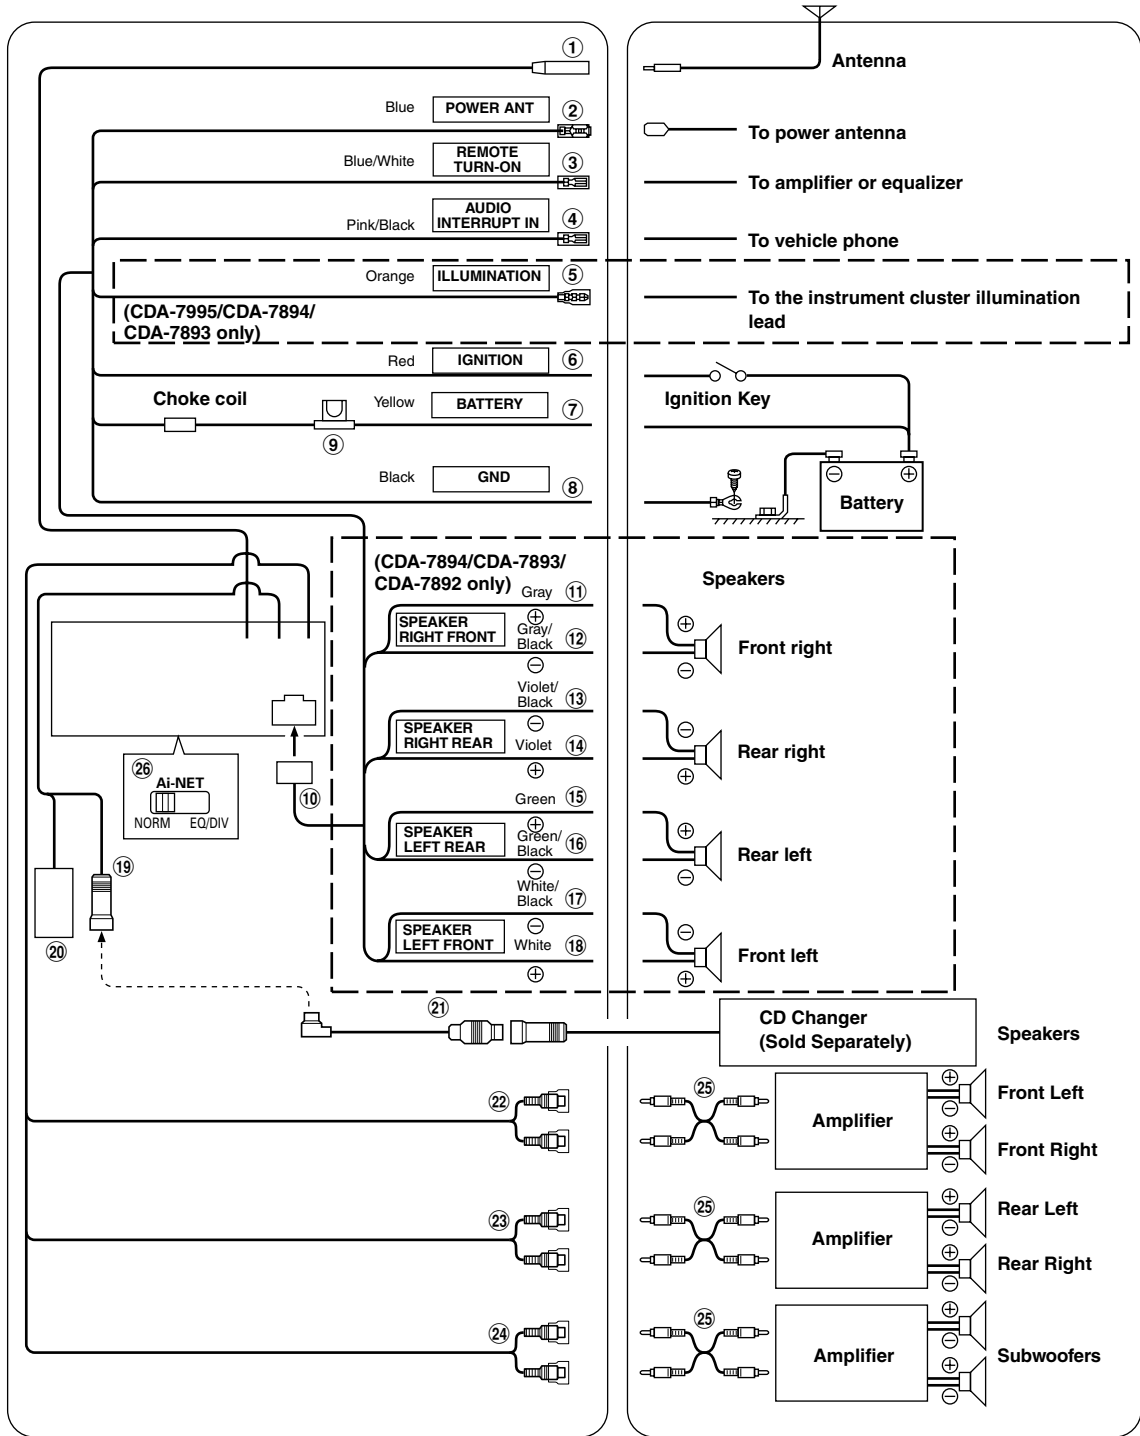 ①
Antenna
Blue
POWER ANT
②
To power antenna
Blue/White
REMOTE
TURN-ON
③
To amplifier or equalizer
Pink/Black
AUDIO
INTERRUPT IN
④
To vehicle phone
Orange
ILLUMINATION
⑤
To the instrument cluster illumination
lead
(CDA-7995/CDA-7894/
CDA-7893 only)
Red
IGNITION
⑥
Ignition Key
Choke coil
Yellow
BATTERY
⑦
⑨
Black
GND
⑧
⊖
⊕
Battery
(CDA-7894/CDA-7893/
CDA-7892 only)
Speakers
Gray
⑪
SPEAKER
RIGHT FRONT
⊕
Gray/
Black
⑫
⊖
⊕
Front right
⊖
Violet/
Black
⑬
SPEAKER
RIGHT REAR
⊖
Violet
⑭
⊕
⊖
Rear right
⊕
㉖
Ai-NET
NORM EQ/DIV
⑩
Green
⑮
SPEAKER
LEFT REAR
⊕
Green/
Black
⑯
⊖
⊕
Rear left
⊖
White/
Black
⑰
SPEAKER
LEFT FRONT
⊖
White
⑱
⊕
⊖
Front left
⊕
⑲
⑳
㉑
CD Changer
(Sold Separately)
Speakers
㉒
㉕
Amplifier
⊕
⊖
Front Left
⊕
⊖
Front Right
㉓
㉕
Amplifier
⊕
⊖
Rear Left
⊕
⊖
Rear Right
㉔
㉕
Amplifier
⊕
⊖
⊕
⊖
Subwoofers